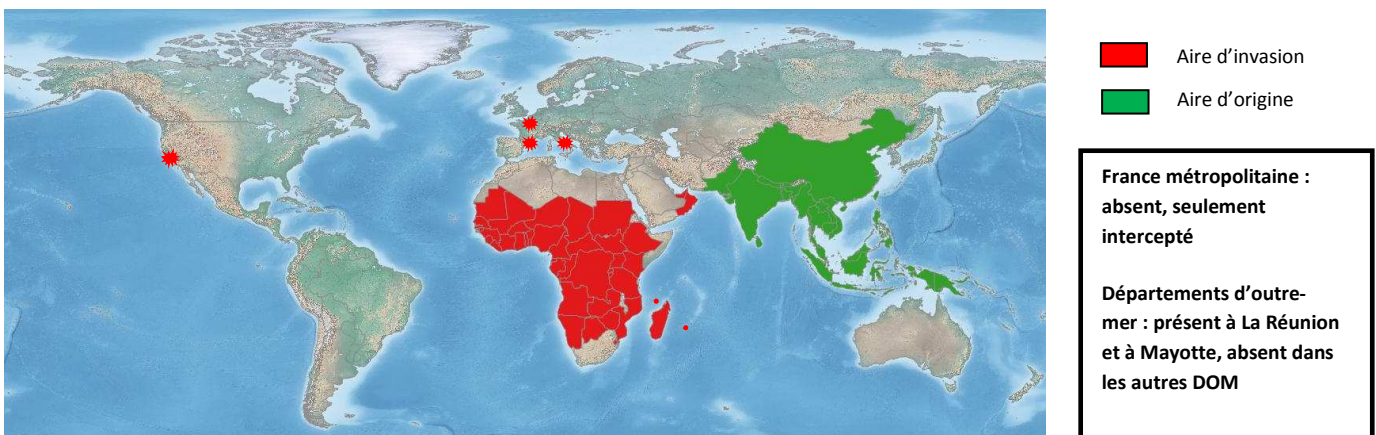 Aire d’invasion
Aire d’origine
France métropolitaine :
absent, seulement
intercepté
Départements d’outre-
mer : présent à La Réunion
et à Mayotte, absent dans
les autres DOM